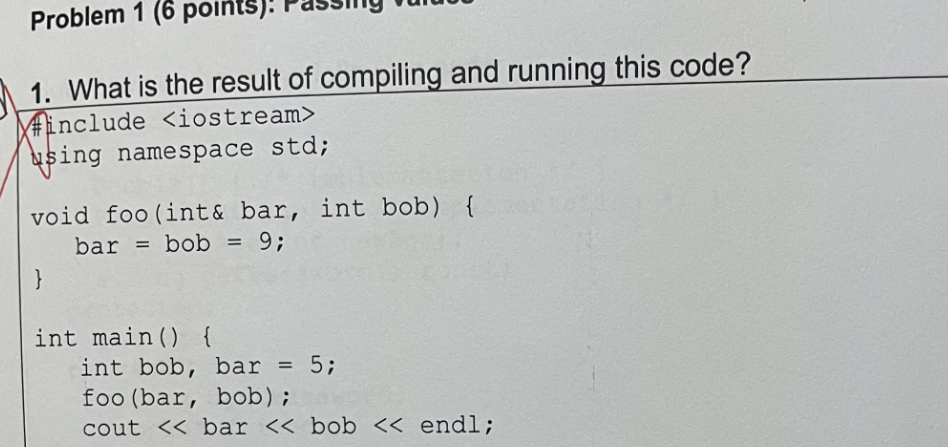 Problem 1 (6 points): Passing values
1. What is the result of compiling and running this code?
#include <iostream>
using namespace std;
void foo(int& bar, int bob) {
bar = bob = 9;
}
int main() {
int bob, bar = 5;
foo(bar, bob);
cout << bar << bob << endl;